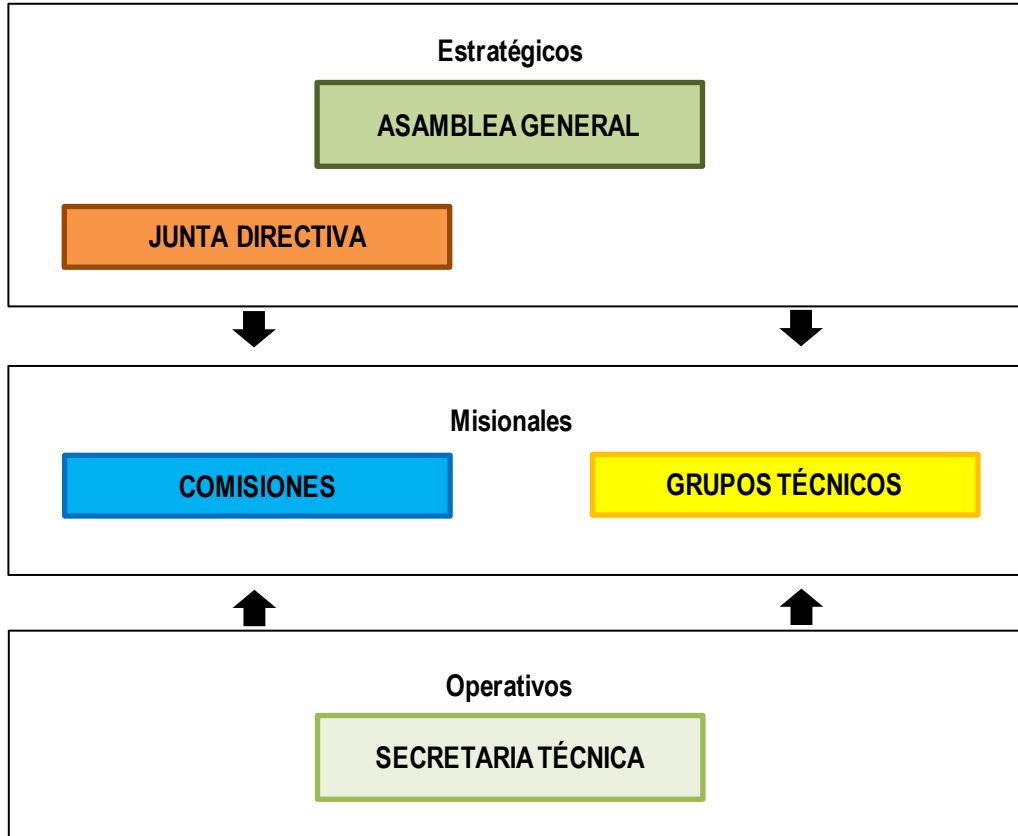 Estratégicos
ASAMBLEA GENERAL
JUNTA DIRECTIVA
Misionales
COMISIONES
GRUPOS TÉCNICOS
Operativos
SECRETARIA TÉCNICA